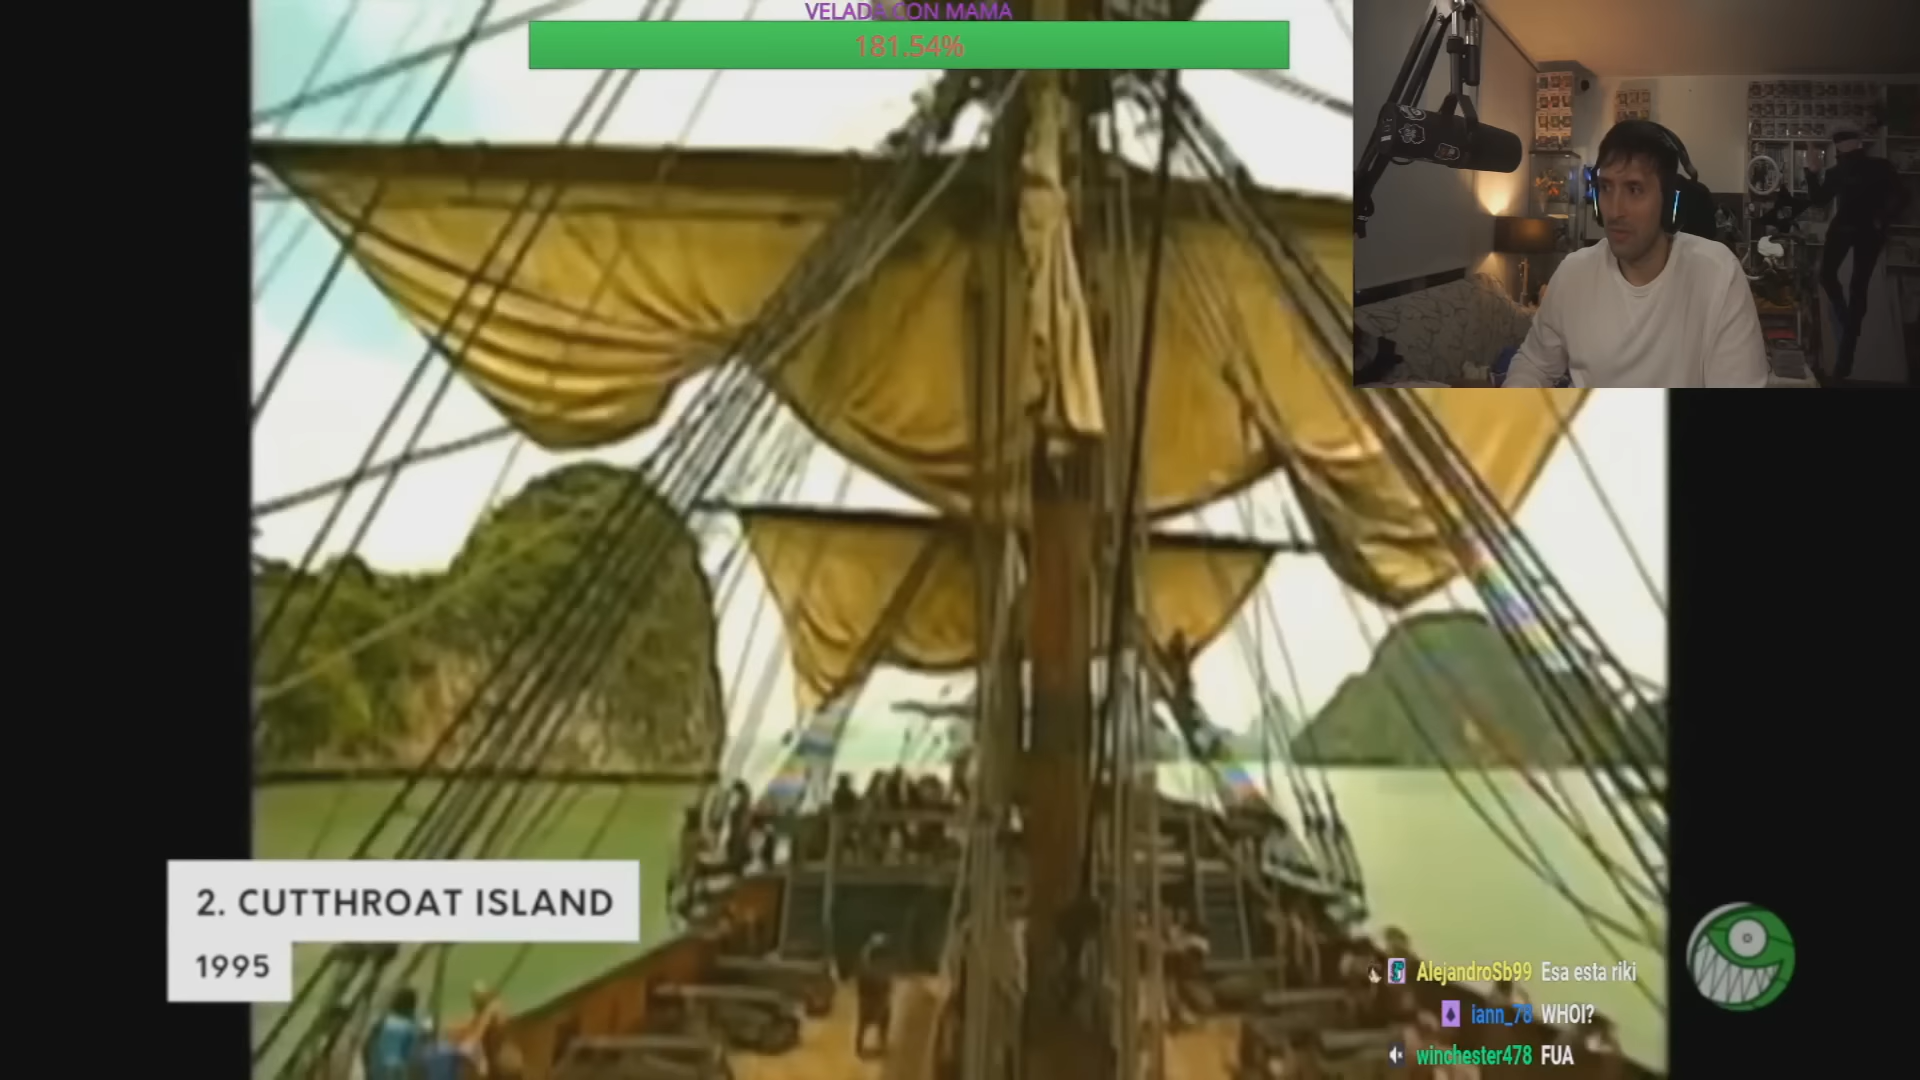 VELADA CON MAMA
181.54%
2. CUTTHROAT ISLAND
1995
AlejandroSb99 Esa esta riki
iann_78 WHOI?
winchester478 FUA